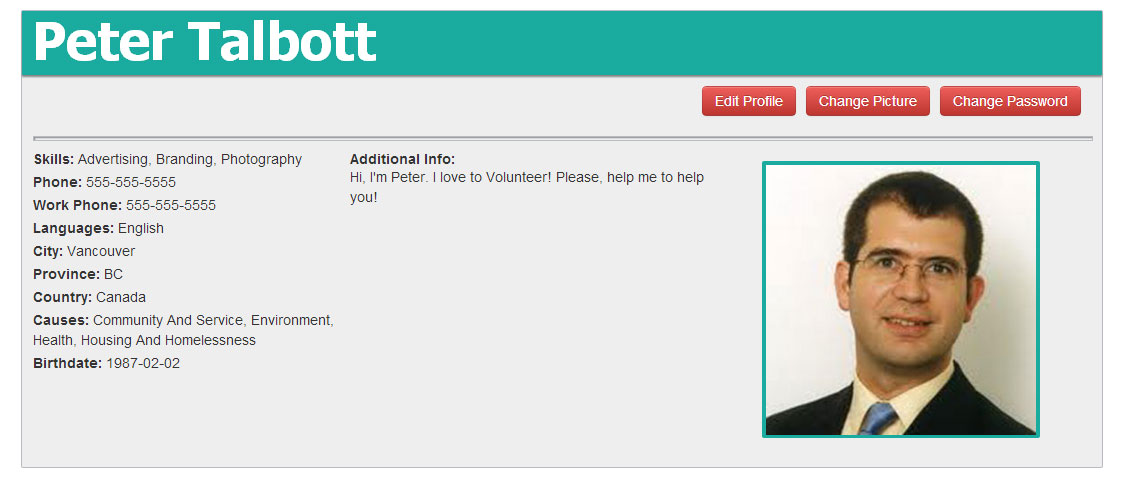 Peter Talbott
Edit Profile Change Picture Change Password
Skills: Advertising, Branding, Photography
Phone: 555-555-5555
Work Phone: 555-555-5555
Languages: English
City: Vancouver
Province: BC
Country: Canada
Causes: Community And Service, Environment,
Health, Housing And Homelessness
Birthdate: 1987-02-02
Additional Info:
Hi, I'm Peter. I love to Volunteer! Please, help me to help
you!